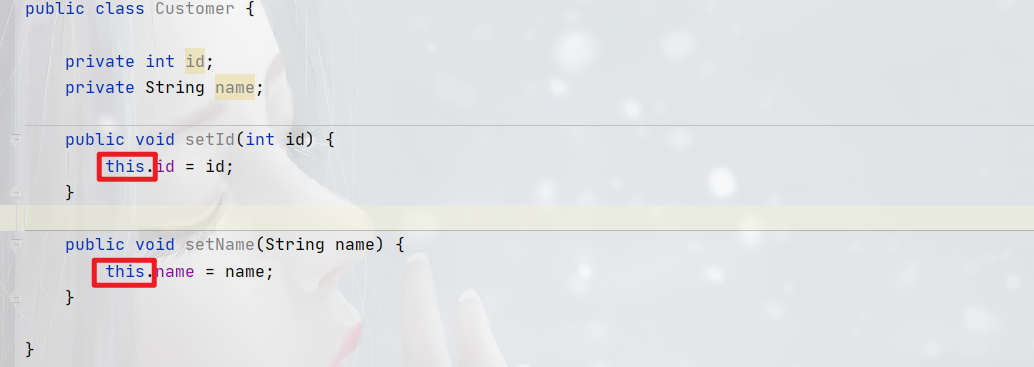 public class Customer {
private int id;
private String name;
public void setId(int id) {
this.id = id;
}
public void setName(String name) {
this.name = name;
}
}